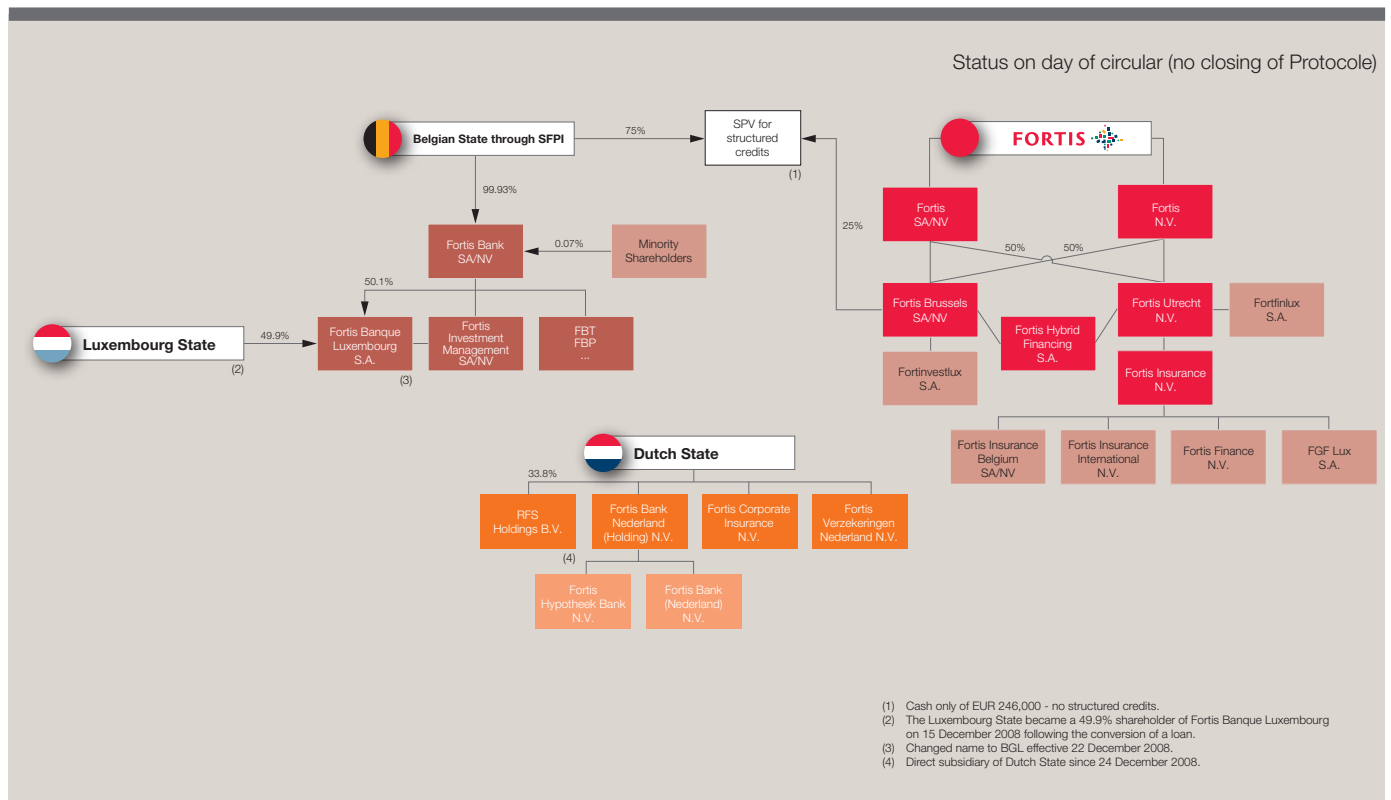 Status on day of circular (no closing of Protocole)
Belgian State through SFPI
75%
SPV for
structured
credits
(1)
FORTIS
99.93%
Fortis
SA/NV
Fortis
N.V.
25%
50%
50%
Fortis Bank
SA/NV
0.07%
Minority
Shareholders
50.1%
Luxembourg State
(2)
49.9%
Fortis Banque
Luxembourg
S.A.
(3)
Fortis
Investment
Management
SA/NV
FBT
FBP
...
Fortis Brussels
SA/NV
Fortis Hybrid
Financing
S.A.
Fortis Utrecht
N.V.
Fortfinlux
S.A.
Fortinvestlux
S.A.
Fortis Insurance
N.V.
Fortis Insurance
Belgium
SA/NV
Fortis Insurance
International
N.V.
Fortis Finance
N.V.
FGF Lux
S.A.
Dutch State
33.8%
RFS
Holdings B.V.
(4)
Fortis Bank
Nederland
(Holding) N.V.
Fortis Corporate
Insurance
N.V.
Fortis
Verzekeringen
Nederland N.V.
Fortis
Hypotheek Bank
N.V.
Fortis Bank
(Nederland)
N.V.
(1) Cash only of EUR 246,000 - no structured credits.
(2) The Luxembourg State became a 49.9% shareholder of Fortis Banque Luxembourg
on 15 December 2008 following the conversion of a loan.
(3) Changed name to BGL effective 22 December 2008.
(4) Direct subsidiary of Dutch State since 24 December 2008.